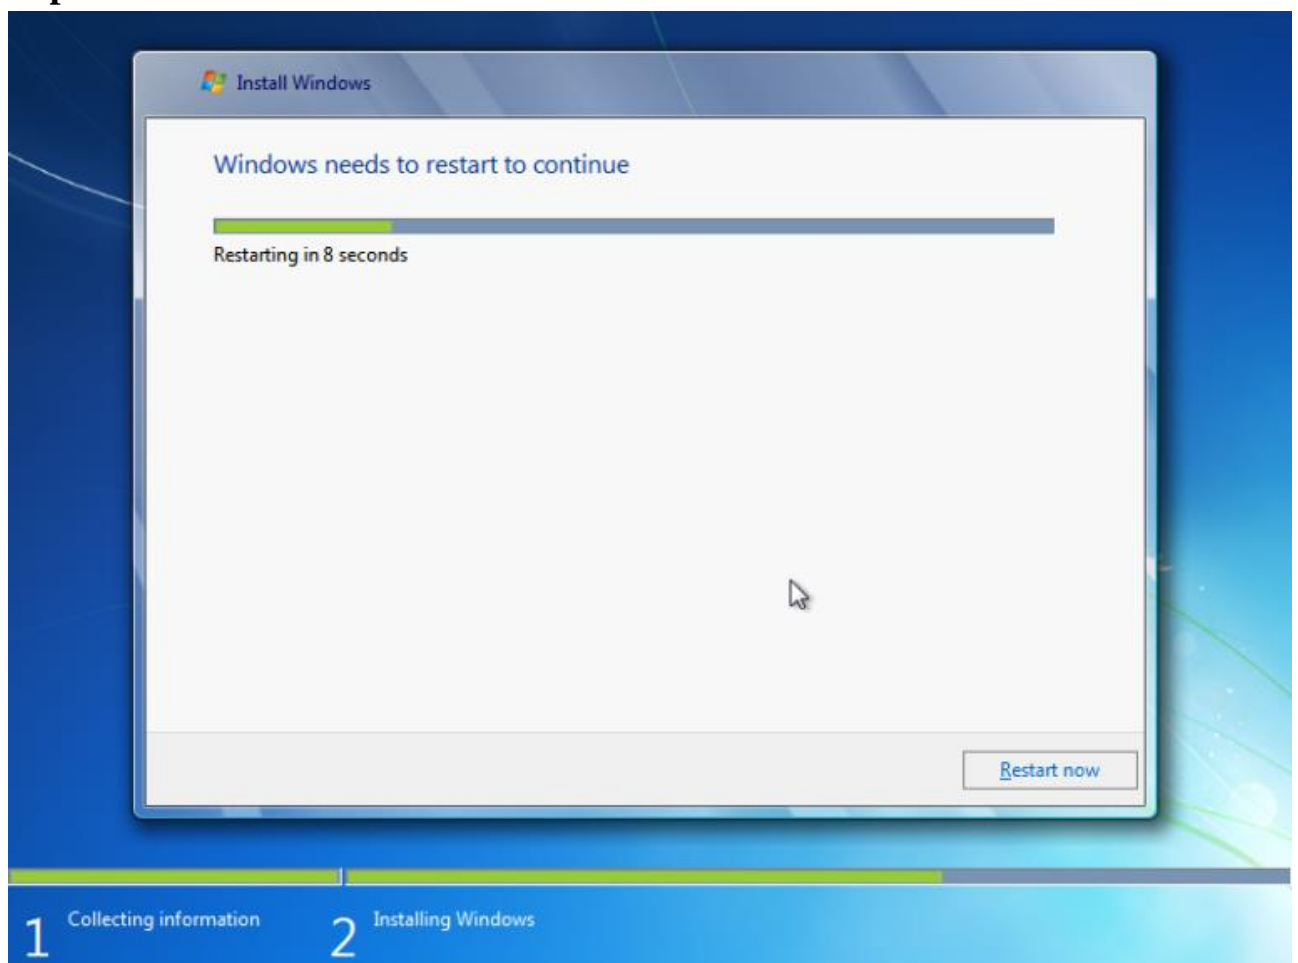 Install Windows
Windows needs to restart to continue
Restarting in 8 seconds
Restart now
1 Collecting information
2 Installing Windows